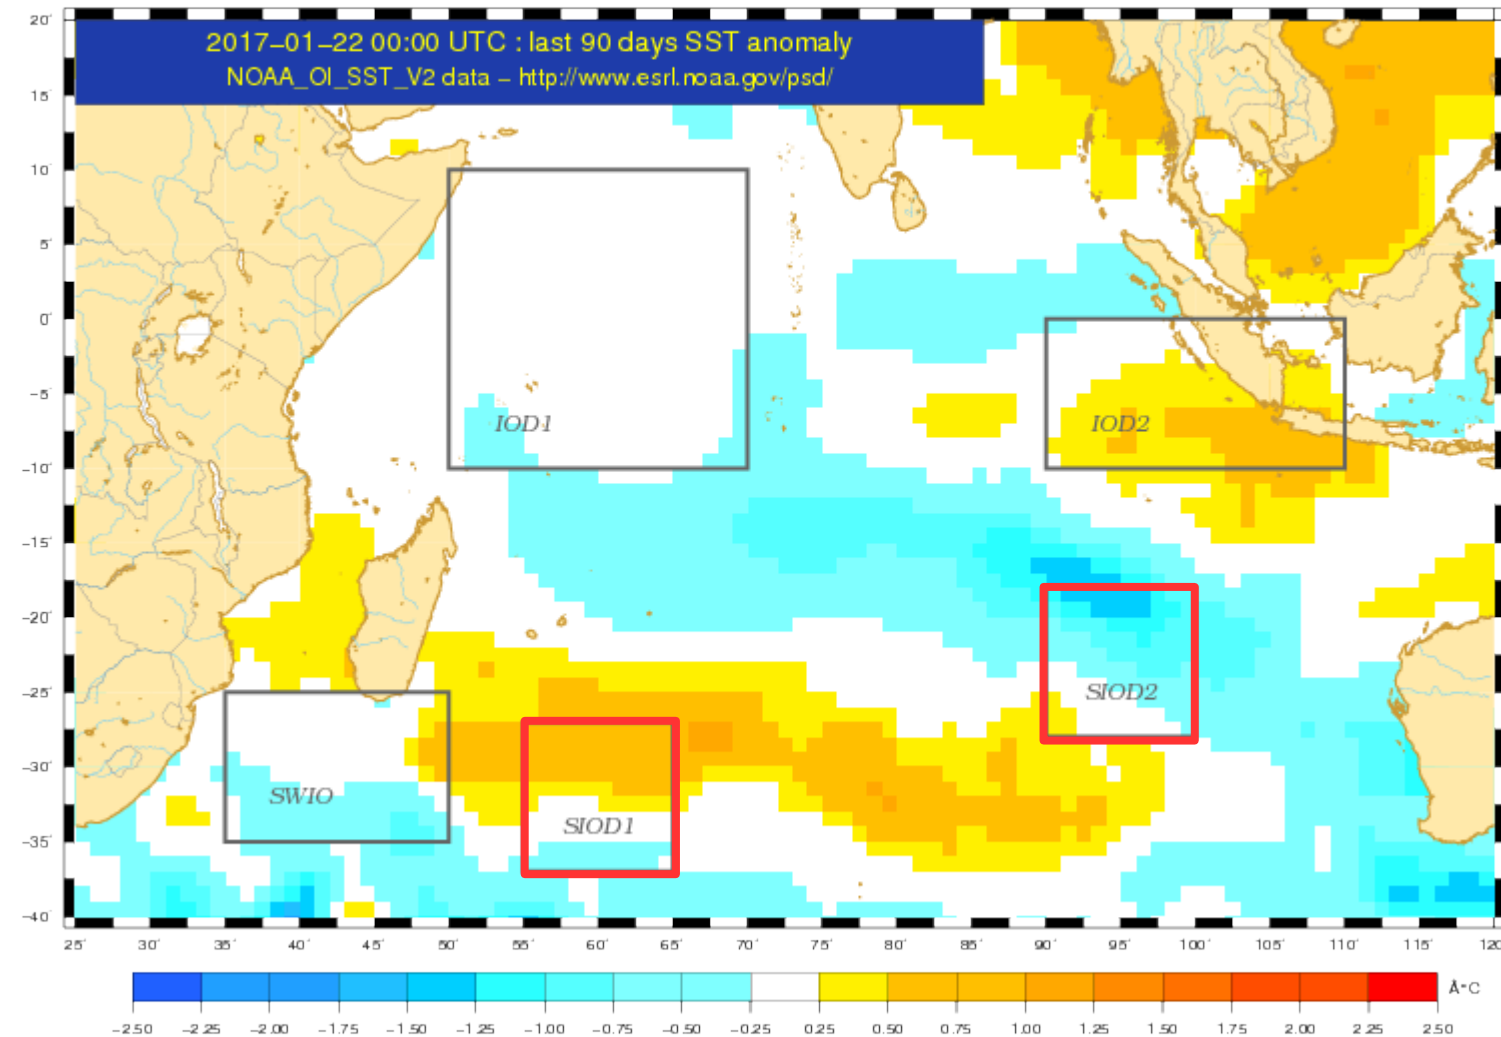 2017-01-22 00:00 UTC : last 90 days SST anomaly
NOAA_OI_SST_V2 data - http://www.esrl.noaa.gov/psd/
20°
15°
10°
5°
0°
-5°
-10°
-15°
-20°
-25°
-30°
-35°
-40°
IOD1
IOD2
SIOD2
SWIO
SIOD1
25° 30° 35° 40° 45° 50° 55° 60° 65° 70° 75° 80° 85° 90° 95° 100° 105° 110° 115° 120
-2.50 -2.25 -2.00 -1.75 -1.50 -1.25 -1.00 -0.75 -0.50 -0.25 0.25 0.50 0.75 1.00 1.25 1.50 1.75 2.00 2.25 2.50
Å°C